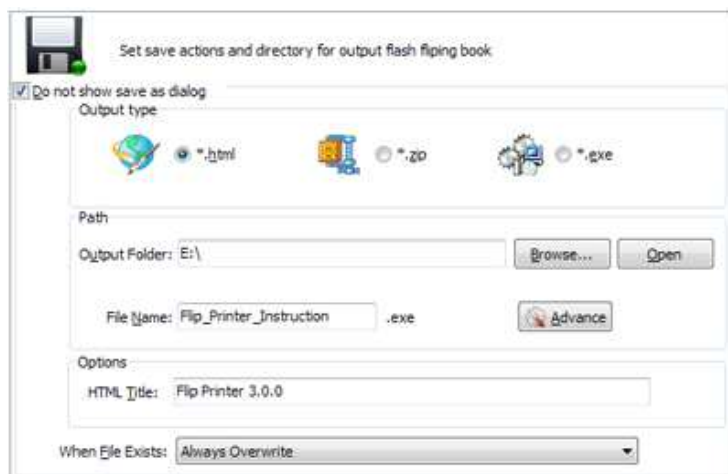 Set save actions and directory for output flash fliping book
Do not show save as dialog
Output type
*.html
*.zip
*.exe
Path
Output Folder: E:\ Browse... Open
File Name: Flip_Printer_Instruction .exe Advance
Options
HTML Title: Flip Printer 3.0.0
When File Exists: Always Overwrite